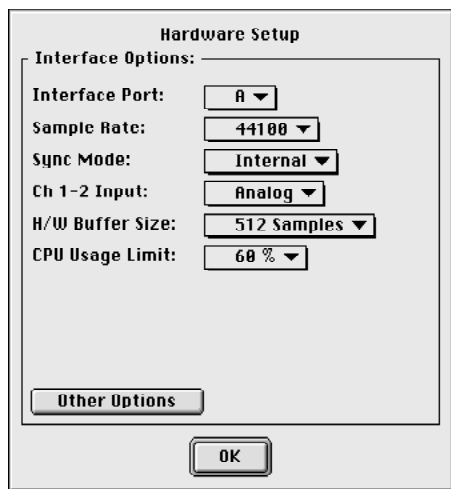 Hardware Setup
Interface Options:
Interface Port: A
Sample Rate: 44100
Sync Mode: Internal
Ch 1-2 Input: Analog
H/W Buffer Size: 512 Samples
CPU Usage Limit: 60 %
Other Options
OK